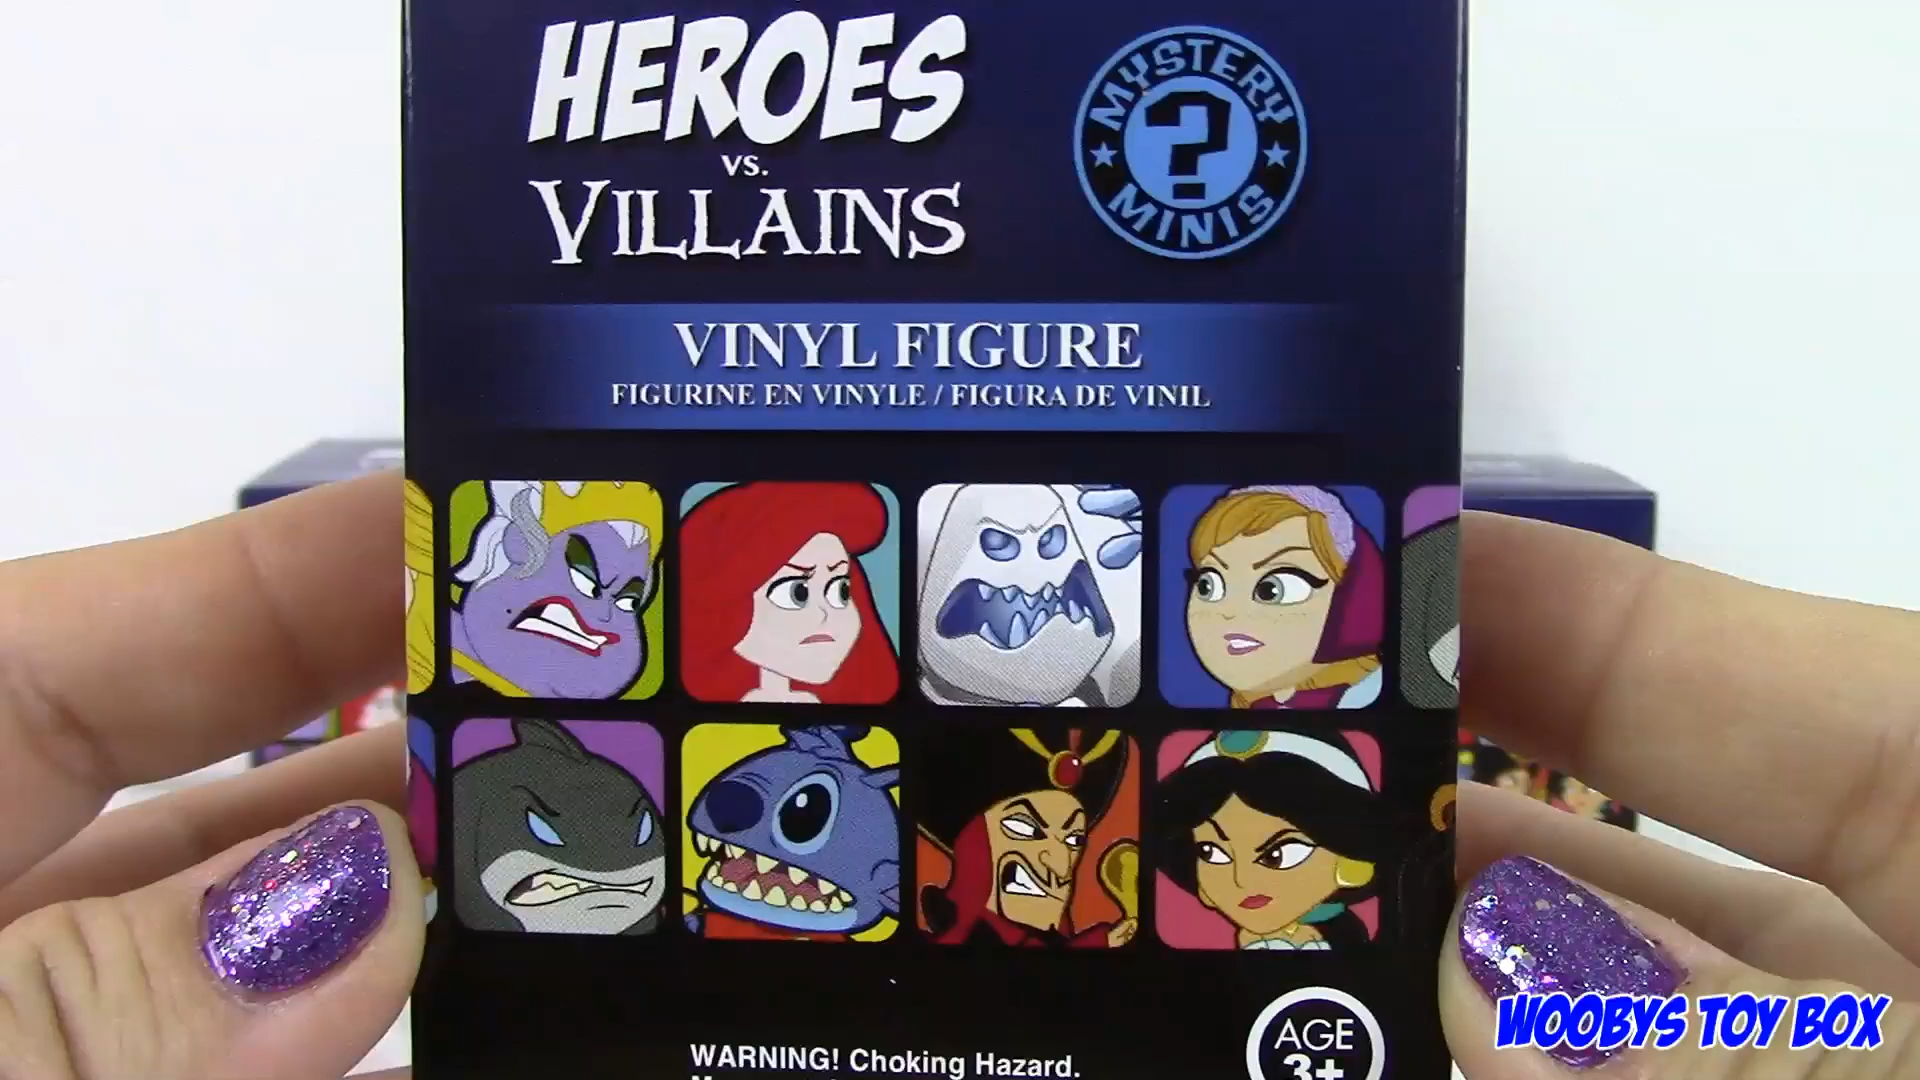 HEROES
vs.
VILLAINS
MYSTERY
?
MINIS
VINYL FIGURE
FIGURINE EN VINYLE / FIGURA DE VINIL
WARNING! Choking Hazard.
AGE
3+
WOOBYS TOY BOX